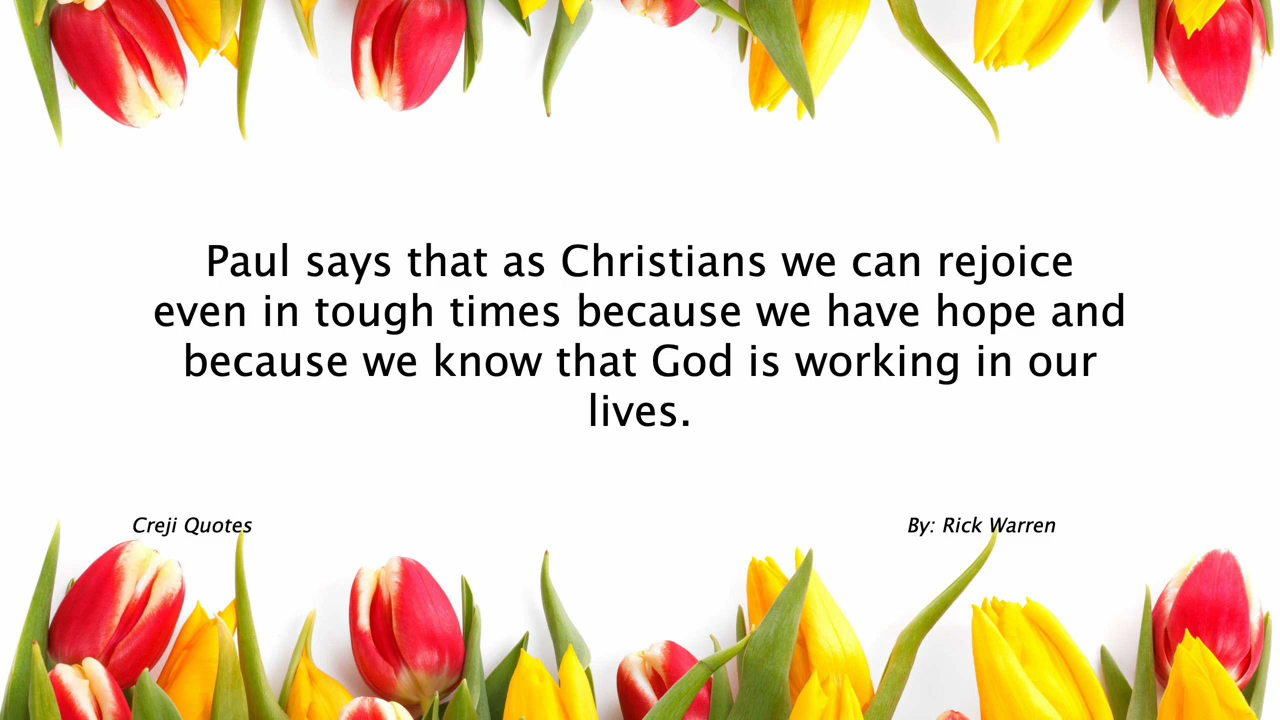 Paul says that as Christians we can rejoice
even in tough times because we have hope and
because we know that God is working in our
lives.
Creji Quotes
By: Rick Warren